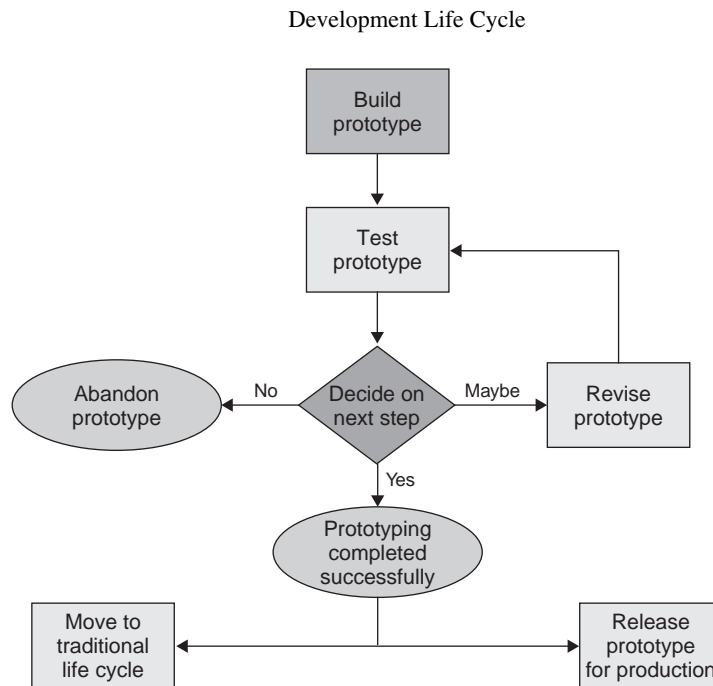 Development Life Cycle
Build
prototype
Test
prototype
Abandon
prototype
No
Decide on
next step
Maybe
Revise
prototype
Yes
Prototyping
completed
successfully
Move to
traditional
life cycle
Release
prototype
for production